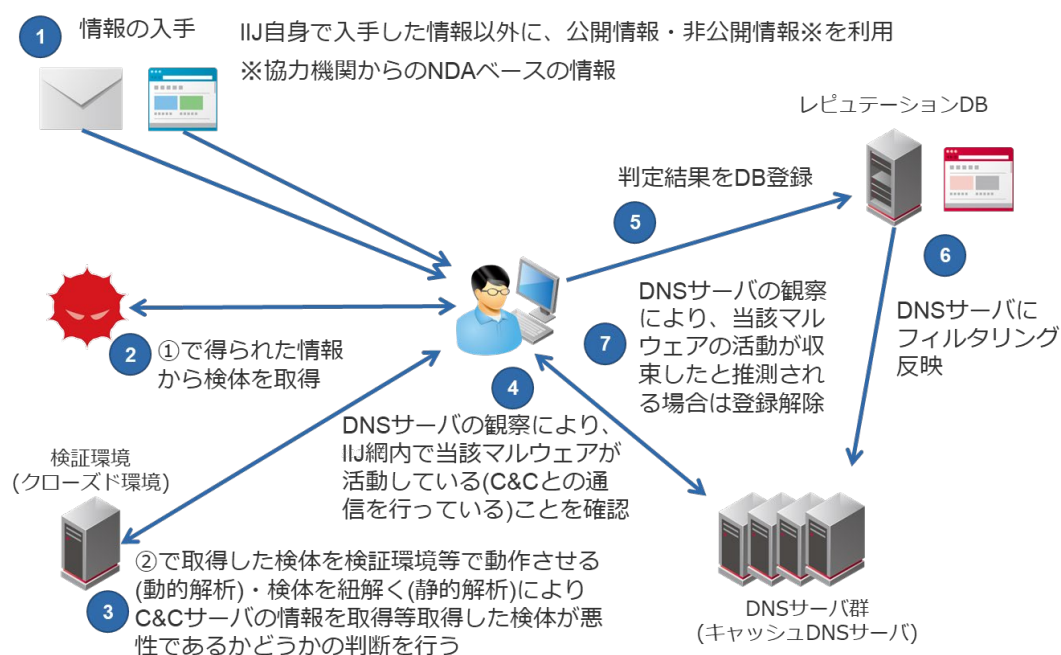 1
情報の入手
IIJ自身で入手した情報以外に、公開情報・非公開情報※を利用
※協力機関からのNDAベースの情報
レピュテーションDB
判定結果をDB登録
5
6
DNSサーバに
フィルタリング
反映
2
①で得られた情報
から検体を取得
7
DNSサーバの観察
により、当該マル
ウェアの活動が収
束したと推測され
る場合は登録解除
4
DNSサーバの観察により、
IIJ網内で当該マルウェアが
活動している(C&Cとの通
信を行っている)ことを確認
検証環境
(クローズド環境)
3
②で取得した検体を検証環境等で動作させる
(動的解析)・検体を紐解く(静的解析)により
C&Cサーバの情報を取得等取得した検体が悪
性であるかどうかの判断を行う
DNSサーバ群
(キャッシュDNSサーバ)